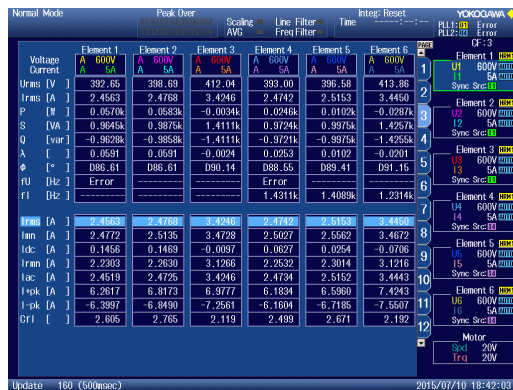 Normal Mode Peak Over Scaling AVG Line Filter Freq Filter Time Integ: Reset YOKOGAWA
PLL1: U1 Error
PLL2: U3 Error
Element 1 Element 2 Element 3 Element 4 Element 5 Element 6 PAGE CF:3
Voltage A 600V A 600V A 600V A 600V A 600V A 600V
Current A 5A A 5A A 5A A 5A A 5A A 5A
Urms [V ] 392.65 398.69 412.04 393.00 396.58 413.86
Irms [A ] 2.4563 2.4768 3.4246 2.4742 2.5153 3.4450
P [W ] 0.0570k 0.0583k -0.0034k 0.0246k 0.0102k -0.0287k
S [VA ] 0.9645k 0.9875k 1.4111k 0.9724k 0.9975k 1.4257k
Q [var] -0.9628k -0.9858k -1.4111k -0.9721k -0.9975k -1.4255k
λ [ ] 0.0591 0.0591 -0.0024 0.0253 0.0102 -0.0201
Φ [° ] D86.61 D86.61 D90.14 D88.55 D89.41 D91.15
fU [Hz ] Error -------- -------- Error -------- --------
fI [Hz ] -------- -------- -------- 1.4311k 1.4089k 1.2314k
Irms [A ] 2.4563 2.4768 3.4246 2.4742 2.5153 3.4450
Imn [A ] 2.4772 2.5135 3.4728 2.5027 2.5562 3.4672
Idc [A ] 0.1456 0.1469 -0.0097 0.0627 0.0254 -0.0706
Irmn [A ] 2.2303 2.2630 3.1266 2.2532 2.3014 3.1216
Iac [A ] 2.4519 2.4725 3.4246 2.4734 2.5152 3.4443
I+pk [A ] 6.2617 6.8173 6.9777 6.1834 6.5960 7.4243
I-pk [A ] -6.3997 -6.8490 -7.2561 -6.1604 -6.7185 -7.5507
CfI [ ] 2.605 2.765 3.119 2.499 2.671 2.192
1
2
3
4
5
6
7
8
9
10
11
12
Element 1 HRM1
U1 600V
I1 5A
Sync Src: I1
Element 2 HRM1
U2 600V
I2 5A
Sync Src: I1
Element 3 HRM1
U3 600V
I3 5A
Sync Src: I1
Element 4 HRM1
U4 600V
I4 5A
Sync Src: I4
Element 5 HRM1
U5 600V
I5 5A
Sync Src: I4
Element 6 HRM1
U6 600V
I6 5A
Sync Src: I4
Motor
Spd 20V
Trq 20V
Update 160 (500msec) 2015/07/10 18:42:03